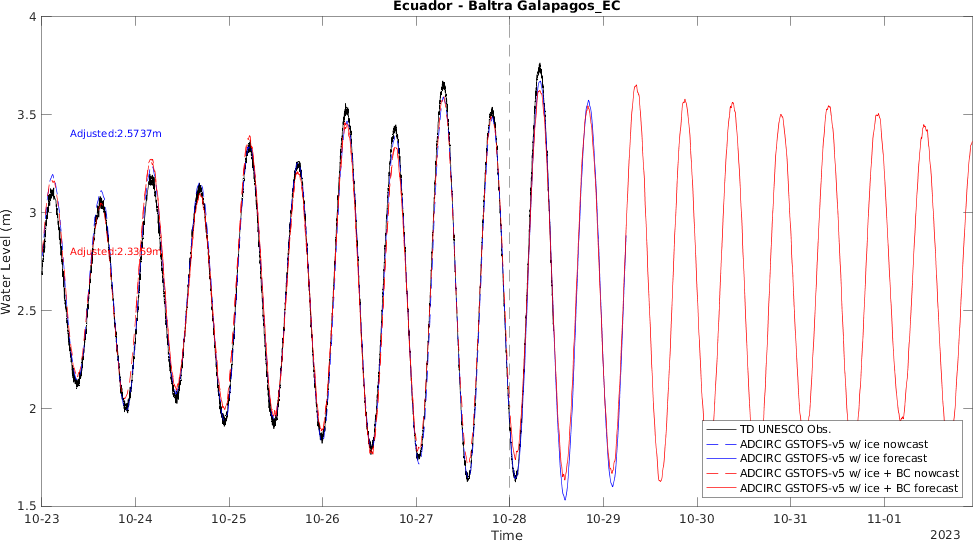 Ecuador - Baltra Galapagos_EC
4
3.5
3
2.5
2
1.5
Water Level (m)
Adjusted:2.5737m
Adjusted:2.3369m
TD UNESCO Obs.
ADCIRC GSTOFS-v5 w/ ice nowcast
ADCIRC GSTOFS-v5 w/ ice forecast
ADCIRC GSTOFS-v5 w/ ice + BC nowcast
ADCIRC GSTOFS-v5 w/ ice + BC forecast
10-23 10-24 10-25 10-26 10-27 10-28 10-29 10-30 10-31 11-01
Time
2023